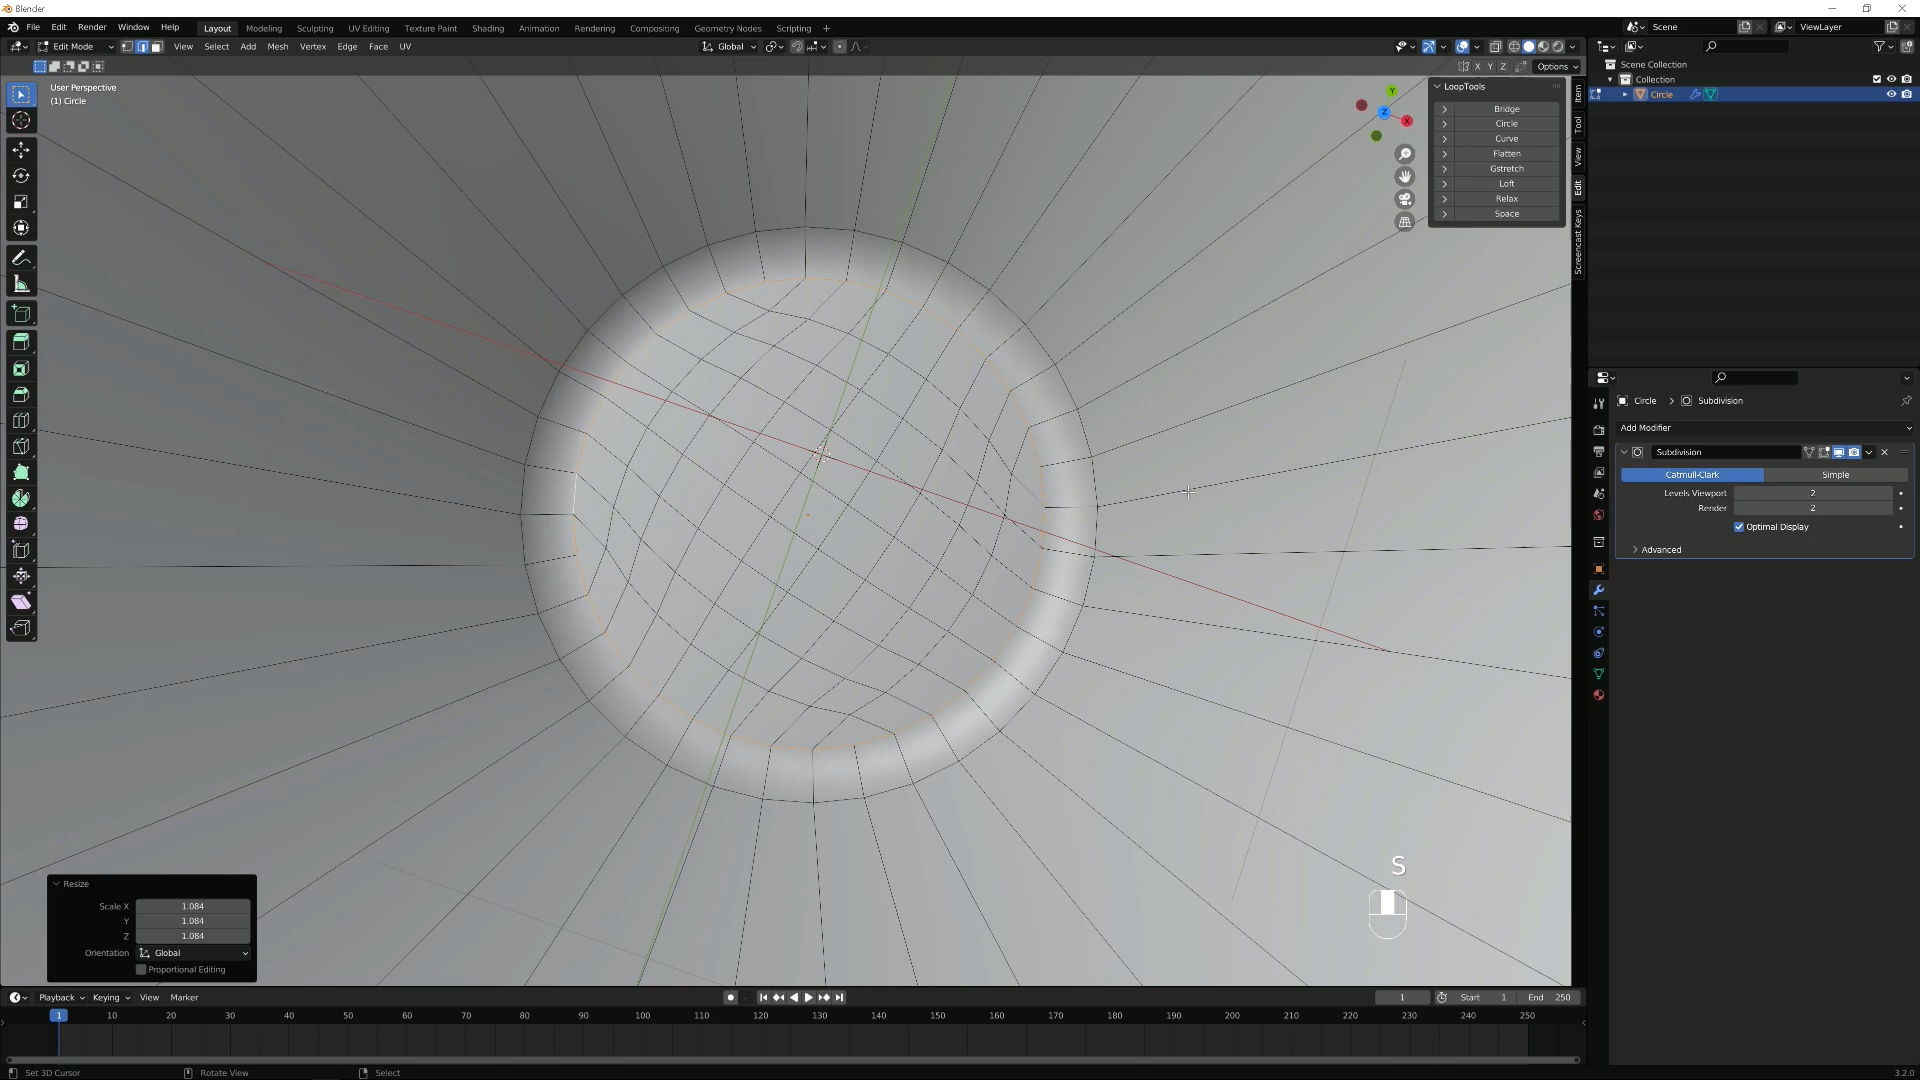 Blender
File Edit Render Window Help Layout Modeling Sculpting UV Editing Texture Paint Shading Animation Rendering Compositing Geometry Nodes Scripting + Scene ViewLayer
Edit Mode View Select Add Mesh Vertex Edge Face UV Global
X Y Z Options
User Perspective
(1) Circle
LoopTools
Bridge
Circle
Curve
Flatten
Gstretch
Loft
Relax
Space
Y
Z
X
Item
Tool
View
Edit
Screencast Keys
Scene Collection
Collection
Circle
Circle > Subdivision
Add Modifier
Subdivision
Catmull-Clark Simple
Levels Viewport 2
Render 2
Optimal Display
Advanced
S
Resize
Scale X 1.084
Y 1.084
Z 1.084
Orientation Global
Proportional Editing
Playback Keying View Marker 1 Start 1 End 250
1 10 20 30 40 50 60 70 80 90 100 110 120 130 140 150 160 170 180 190 200 210 220 230 240 250
Set 3D Cursor Rotate View Select 3.2.0